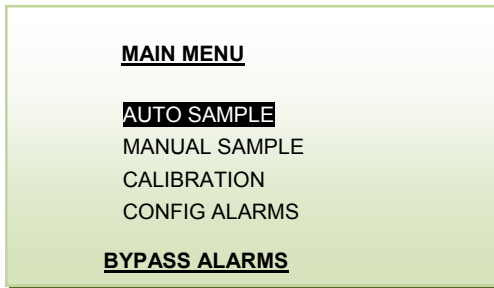 MAIN MENU
AUTO SAMPLE
MANUAL SAMPLE
CALIBRATION
CONFIG ALARMS
BYPASS ALARMS